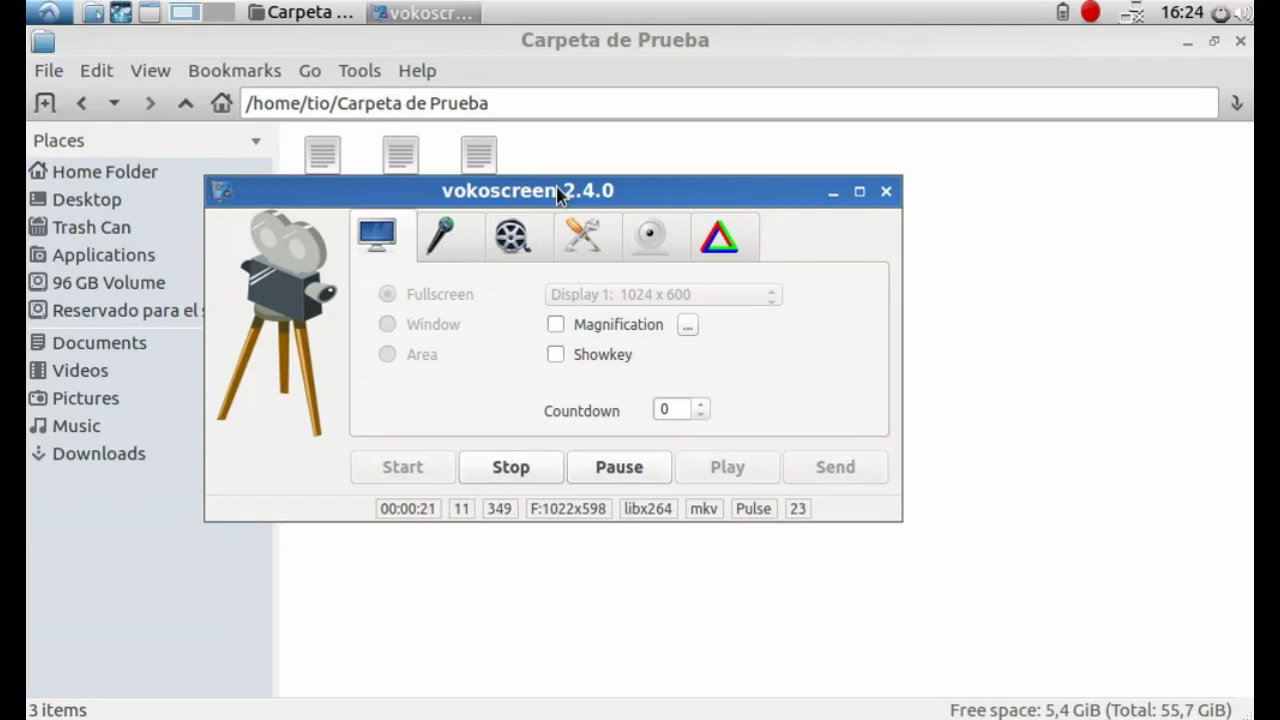 Carpeta ... vokoscr... 16:24
Carpeta de Prueba
File Edit View Bookmarks Go Tools Help
/home/tio/Carpeta de Prueba
Places
Home Folder
Desktop
Trash Can
Applications
96 GB Volume
Reservado para el s
Documents
Videos
Pictures
Music
Downloads
vokoscreen 2.4.0
Fullscreen Display 1: 1024 x 600
Window Magnification ...
Area Showkey
Countdown 0
Start Stop Pause Play Send
00:00:21 11 349 F:1022x598 libx264 mkv Pulse 23
3 items Free space: 5,4 GiB (Total: 55,7 GiB)